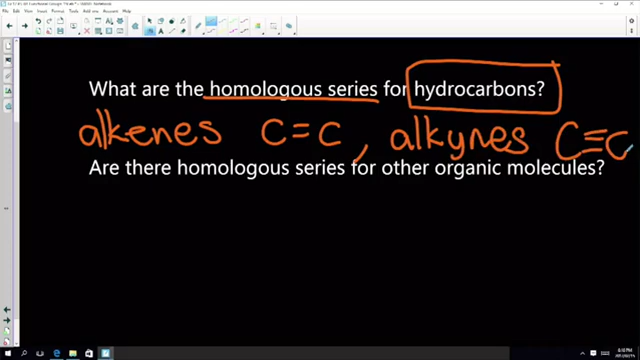 What are the homologous series for hydrocarbons?
alkenes C=C, alkynes C≡C
Are there homologous series for other organic molecules?